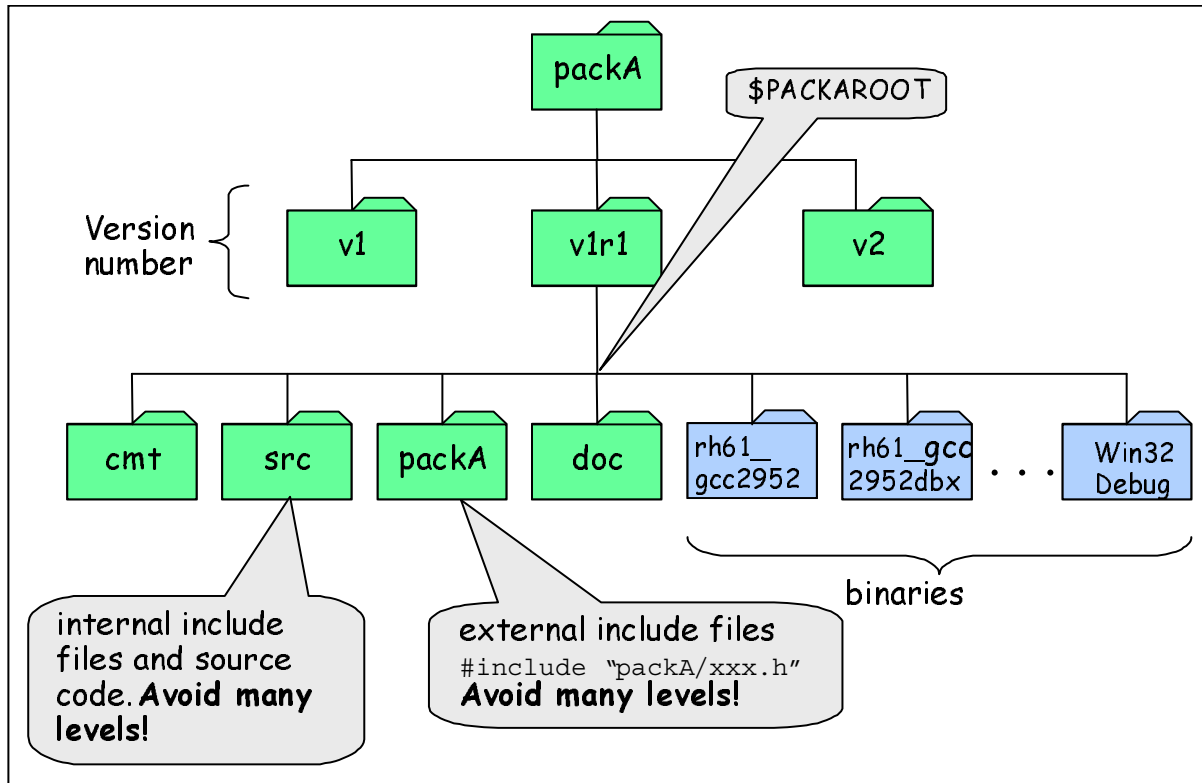 packA
$PACKAROOT
Version
number
v1
v1r1
v2
cmt
src
packA
doc
rh61_
gcc2952
rh61_gcc
2952dbx
. . .
Win32
Debug
binaries
internal include
files and source
code. Avoid many
levels!
external include files
#include “packA/xxx.h”
Avoid many levels!